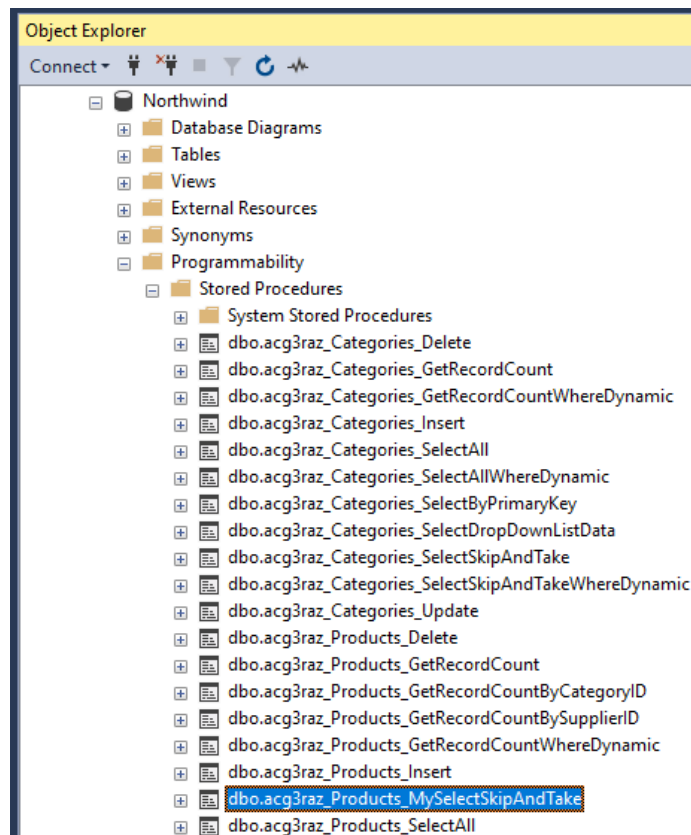 Object Explorer
Connect
Northwind
Database Diagrams
Tables
Views
External Resources
Synonyms
Programmability
Stored Procedures
System Stored Procedures
dbo.acg3raz_Categories_Delete
dbo.acg3raz_Categories_GetRecordCount
dbo.acg3raz_Categories_GetRecordCountWhereDynamic
dbo.acg3raz_Categories_Insert
dbo.acg3raz_Categories_SelectAll
dbo.acg3raz_Categories_SelectAllWhereDynamic
dbo.acg3raz_Categories_SelectByPrimaryKey
dbo.acg3raz_Categories_SelectDropDownListData
dbo.acg3raz_Categories_SelectSkipAndTake
dbo.acg3raz_Categories_SelectSkipAndTakeWhereDynamic
dbo.acg3raz_Categories_Update
dbo.acg3raz_Products_Delete
dbo.acg3raz_Products_GetRecordCount
dbo.acg3raz_Products_GetRecordCountByCategoryID
dbo.acg3raz_Products_GetRecordCountBySupplierID
dbo.acg3raz_Products_GetRecordCountWhereDynamic
dbo.acg3raz_Products_Insert
dbo.acg3raz_Products_MySelectSkipAndTake
dbo.acg3raz_Products_SelectAll